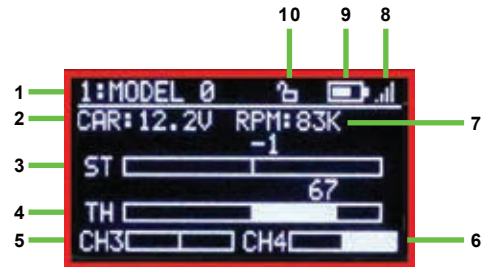 10 9 8
1 1:MODEL 0
2 CAR:12.2V RPM:83K 7
-1
3 ST
67
4 TH
5 CH3 CH4 6